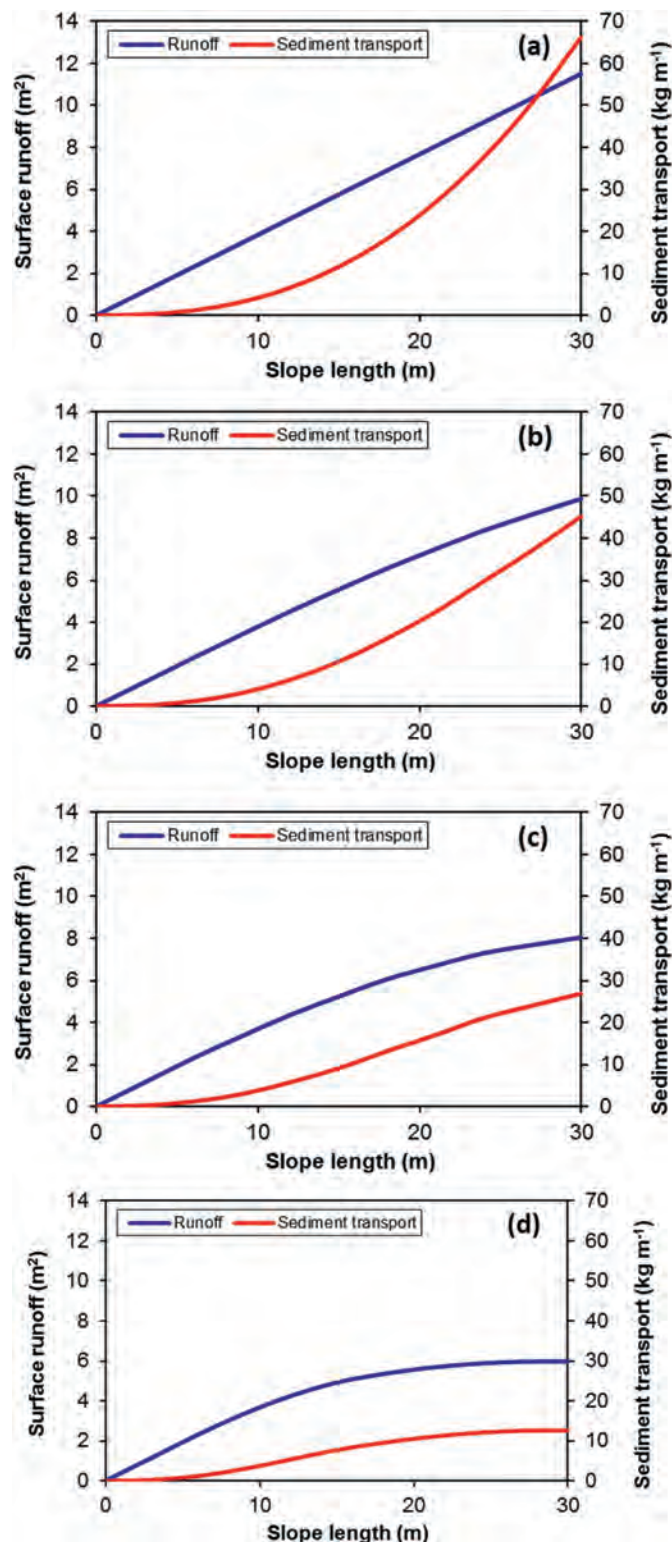 (a)
Runoff Sediment transport
Surface runoff (m²)
14
12
10
8
6
4
2
0
Sediment transport (kg m⁻¹)
70
60
50
40
30
20
10
0
0 10 20 30
Slope length (m)
(b)
Runoff Sediment transport
Surface runoff (m²)
14
12
10
8
6
4
2
0
Sediment transport (kg m⁻¹)
70
60
50
40
30
20
10
0
0 10 20 30
Slope length (m)
(c)
Runoff Sediment transport
Surface runoff (m²)
14
12
10
8
6
4
2
0
Sediment transport (kg m⁻¹)
70
60
50
40
30
20
10
0
0 10 20 30
Slope length (m)
(d)
Runoff Sediment transport
Surface runoff (m²)
14
12
10
8
6
4
2
0
Sediment transport (kg m⁻¹)
70
60
50
40
30
20
10
0
0 10 20 30
Slope length (m)